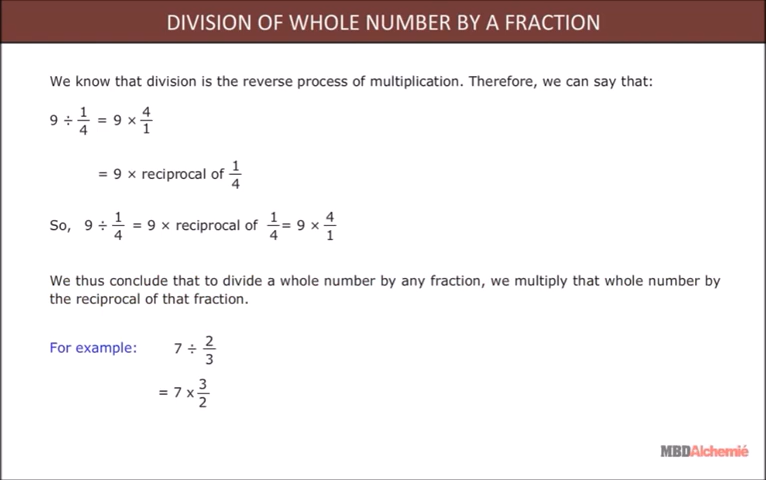 DIVISION OF WHOLE NUMBER BY A FRACTION
We know that division is the reverse process of multiplication. Therefore, we can say that:
9 ÷ 1/4 = 9 × 4/1
= 9 × reciprocal of 1/4
So, 9 ÷ 1/4 = 9 × reciprocal of 1/4 = 9 × 4/1
We thus conclude that to divide a whole number by any fraction, we multiply that whole number by
the reciprocal of that fraction.
For example: 7 ÷ 2/3
= 7 x 3/2
MBDAlchemié